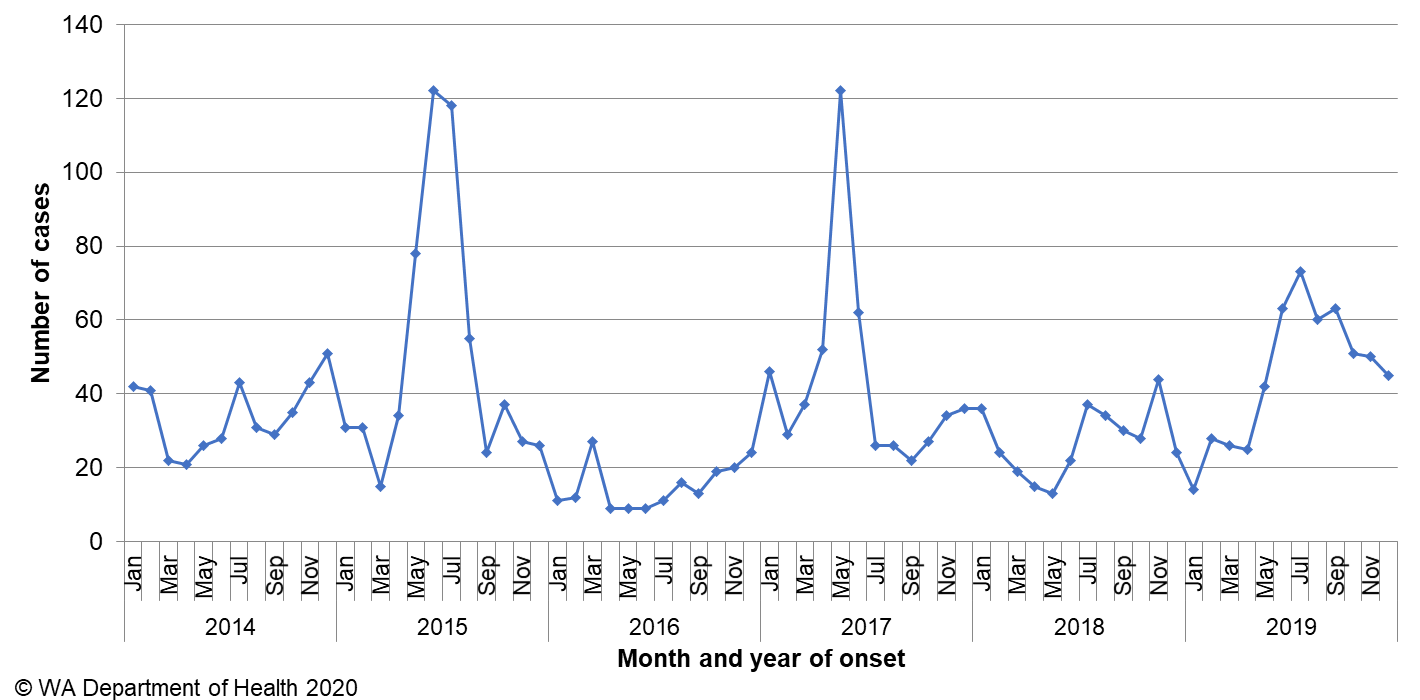 140
120
100
80
60
40
20
0
Number of cases
Jan Mar May Jul Sep Nov Jan Mar May Jul Sep Nov Jan Mar May Jul Sep Nov Jan Mar May Jul Sep Nov Jan Mar May Jul Sep Nov Jan Mar May Jul Sep Nov
2014 2015 2016 2017 2018 2019
Month and year of onset
© WA Department of Health 2020